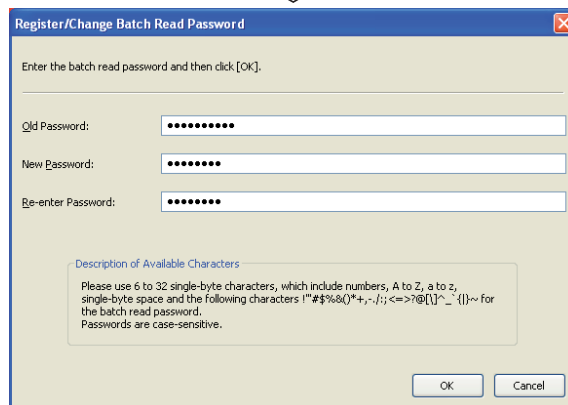 Register/Change Batch Read Password
Enter the batch read password and then click [OK].
Old Password: ●●●●●●●●●●
New Password: ●●●●●●●●
Re-enter Password: ●●●●●●●●
Description of Available Characters
Please use 6 to 32 single-byte characters, which include numbers, A to Z, a to z,
single-byte space and the following characters !"'#$%&()*+,-./:;<=>?@[\]^_`{|}~ for
the batch read password.
Passwords are case-sensitive.
OK Cancel